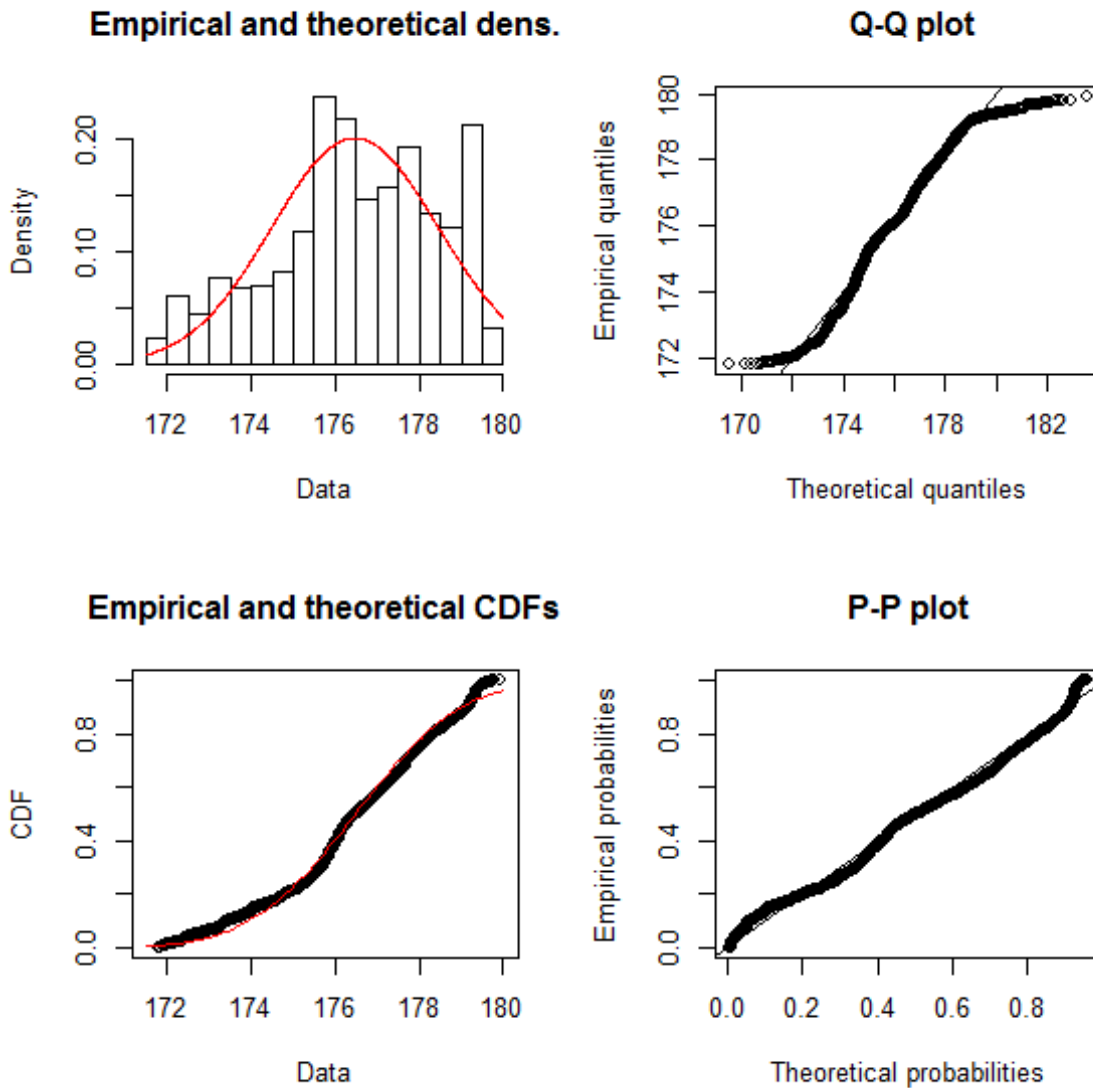 Empirical and theoretical dens.
Density
0.00 0.10 0.20
172 174 176 178 180
Data
Q-Q plot
Empirical quantiles
172 174 176 178 180
170 174 178 182
Theoretical quantiles
Empirical and theoretical CDFs
CDF
0.0 0.4 0.8
172 174 176 178 180
Data
P-P plot
Empirical probabilities
0.0 0.4 0.8
0.0 0.2 0.4 0.6 0.8
Theoretical probabilities